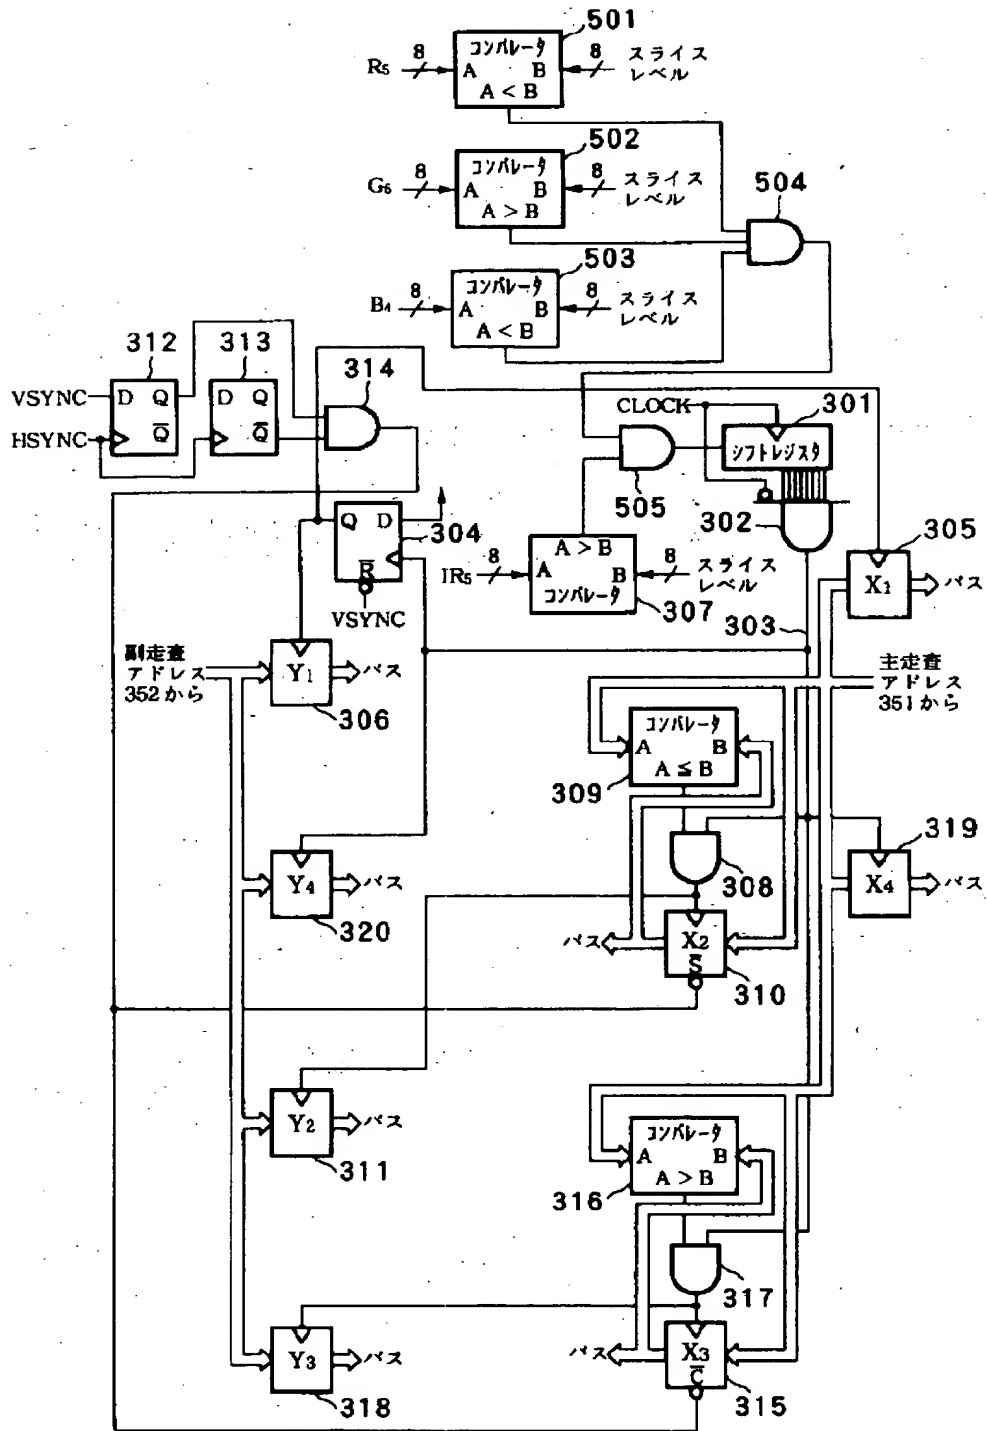 501
コンパレータ
R5 8 A B 8 スライス
レベル
A < B
502
コンパレータ
G5 8 A B 8 スライス
レベル
A > B
504
503
コンパレータ
B4 8 A B 8 スライス
レベル
A < B
312 313 314
VSYNC D Q D Q
HSYNC Q̅ Q̅
CLOCK 301
シフトレジスタ
505
302
Q D 304
R̅
VSYNC
A > B
IR5 8 A B 8 スライス
レベル
コンパレータ
307
305
X1 バス
303
副走査
アドレス
352から
Y1 バス
306
主走査
アドレス
351から
コンパレータ
A B
A ≦ B
309
308
319
X4 バス
Y4 バス
320
バス X2
S̅
310
Y2 バス
311
コンパレータ
A B
A > B
316
317
Y3 バス
318
バス X3
C̅
315